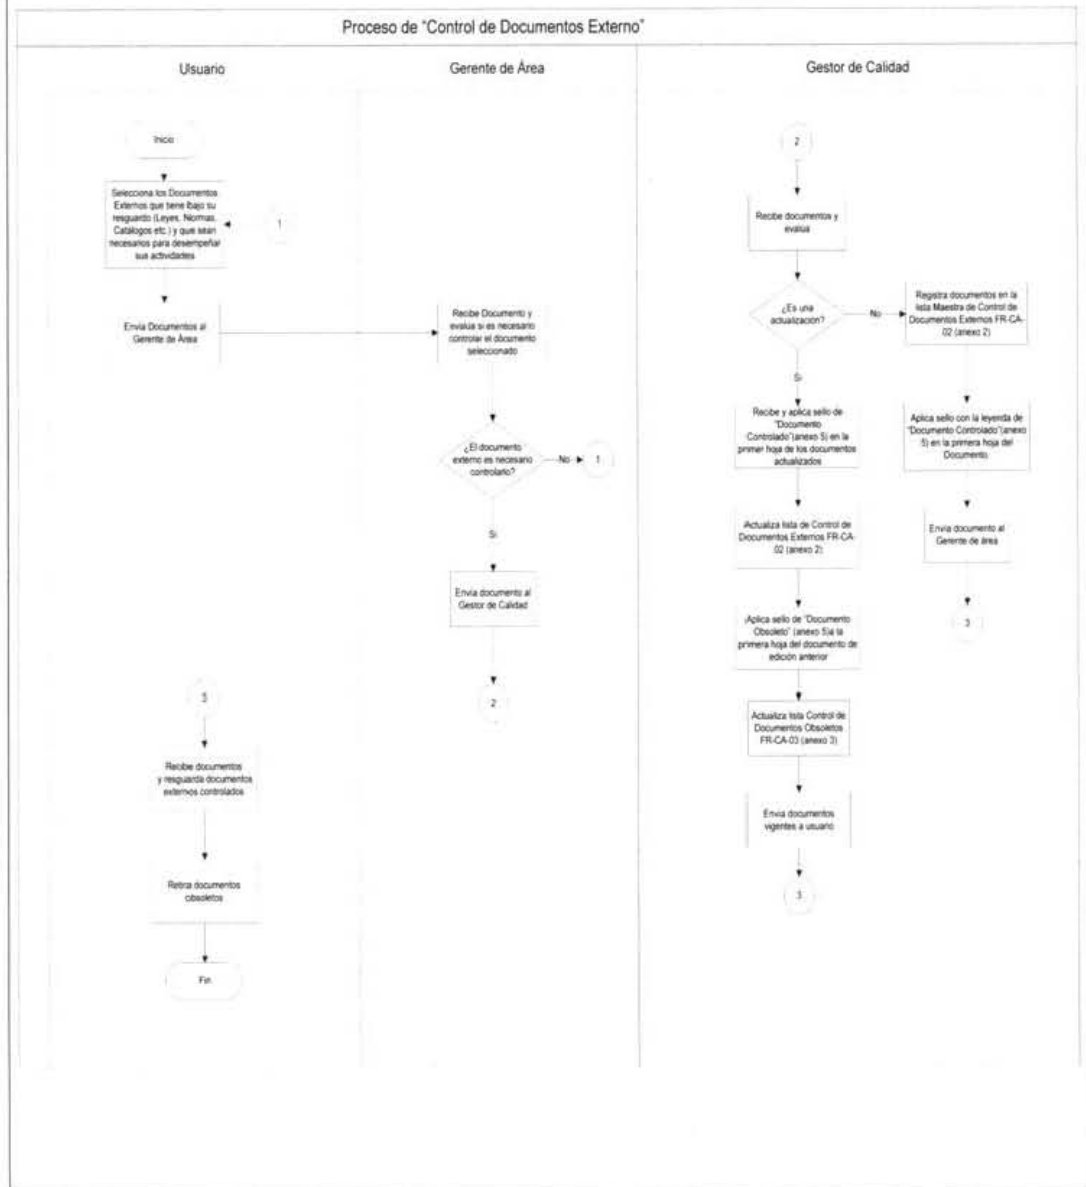 Proceso de "Control de Documentos Externo"
Usuario
Gerente de Área
Gestor de Calidad
Inicio
Selecciona los Documentos
Externos que tiene bajo su
resguardo (Leyes, Normas,
Catálogos etc.) y que sean
necesarios para desempeñar
sus actividades
1
Envía Documentos al
Gerente de Área
Recibe Documento y
evalua si es necesario
controlar el documento
seleccionado
¿El documento
externo es necesario
controlarlo?
No
1
Si
Envía documento al
Gestor de Calidad
2
3
Recibe documentos
y resguarda documentos
externos controlados
Retira documentos
obsoletos
Fin
2
Recibe documentos y
evalua
¿Es una
actualización?
No
Si
Recibe y aplica sello de
"Documento
Controlado"(anexo 5) en la
primer hoja de los documentos
actualizados
Actualiza lista de Control de
Documentos Externos FR-CA-
02 (anexo 2)
Aplica sello de "Documento
Obsoleto" (anexo 5)a la
primera hoja del documento de
edición anterior
Actualiza lista Control de
Documentos Obsoletos
FR-CA-03 (anexo 3)
Envia documentos
vigentes a usuario
3
Registra documentos en la
lista Maestra de Control de
Documentos Externos FR-CA-
02 (anexo 2)
Aplica sello con la leyenda de
"Documento Controlado"(anexo
5) en la primera hoja del
Documento.
Envia documento al
Gerente de área
3